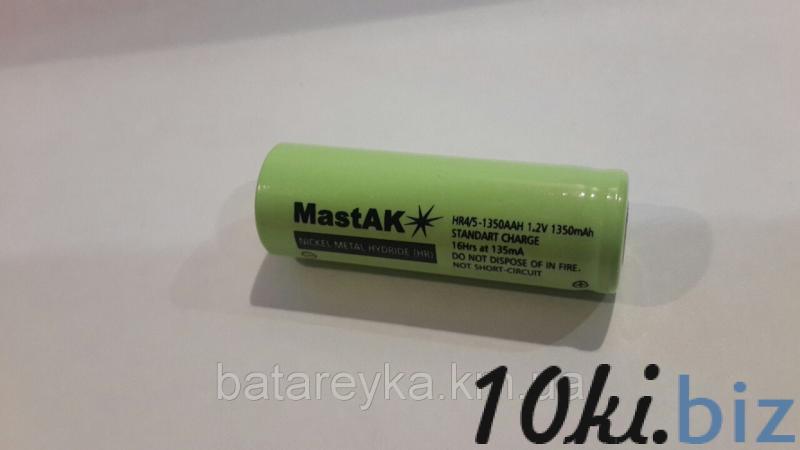 MastAK
NICKEL METAL HYDRIDE (HR)
HR4/5-1350AAH 1.2V 1350mAh
STANDART CHARGE
16Hrs at 135mA
DO NOT DISPOSE OF IN FIRE.
NOT SHORT-CIRCUIT
batareyka.km.ua
10ki.biz